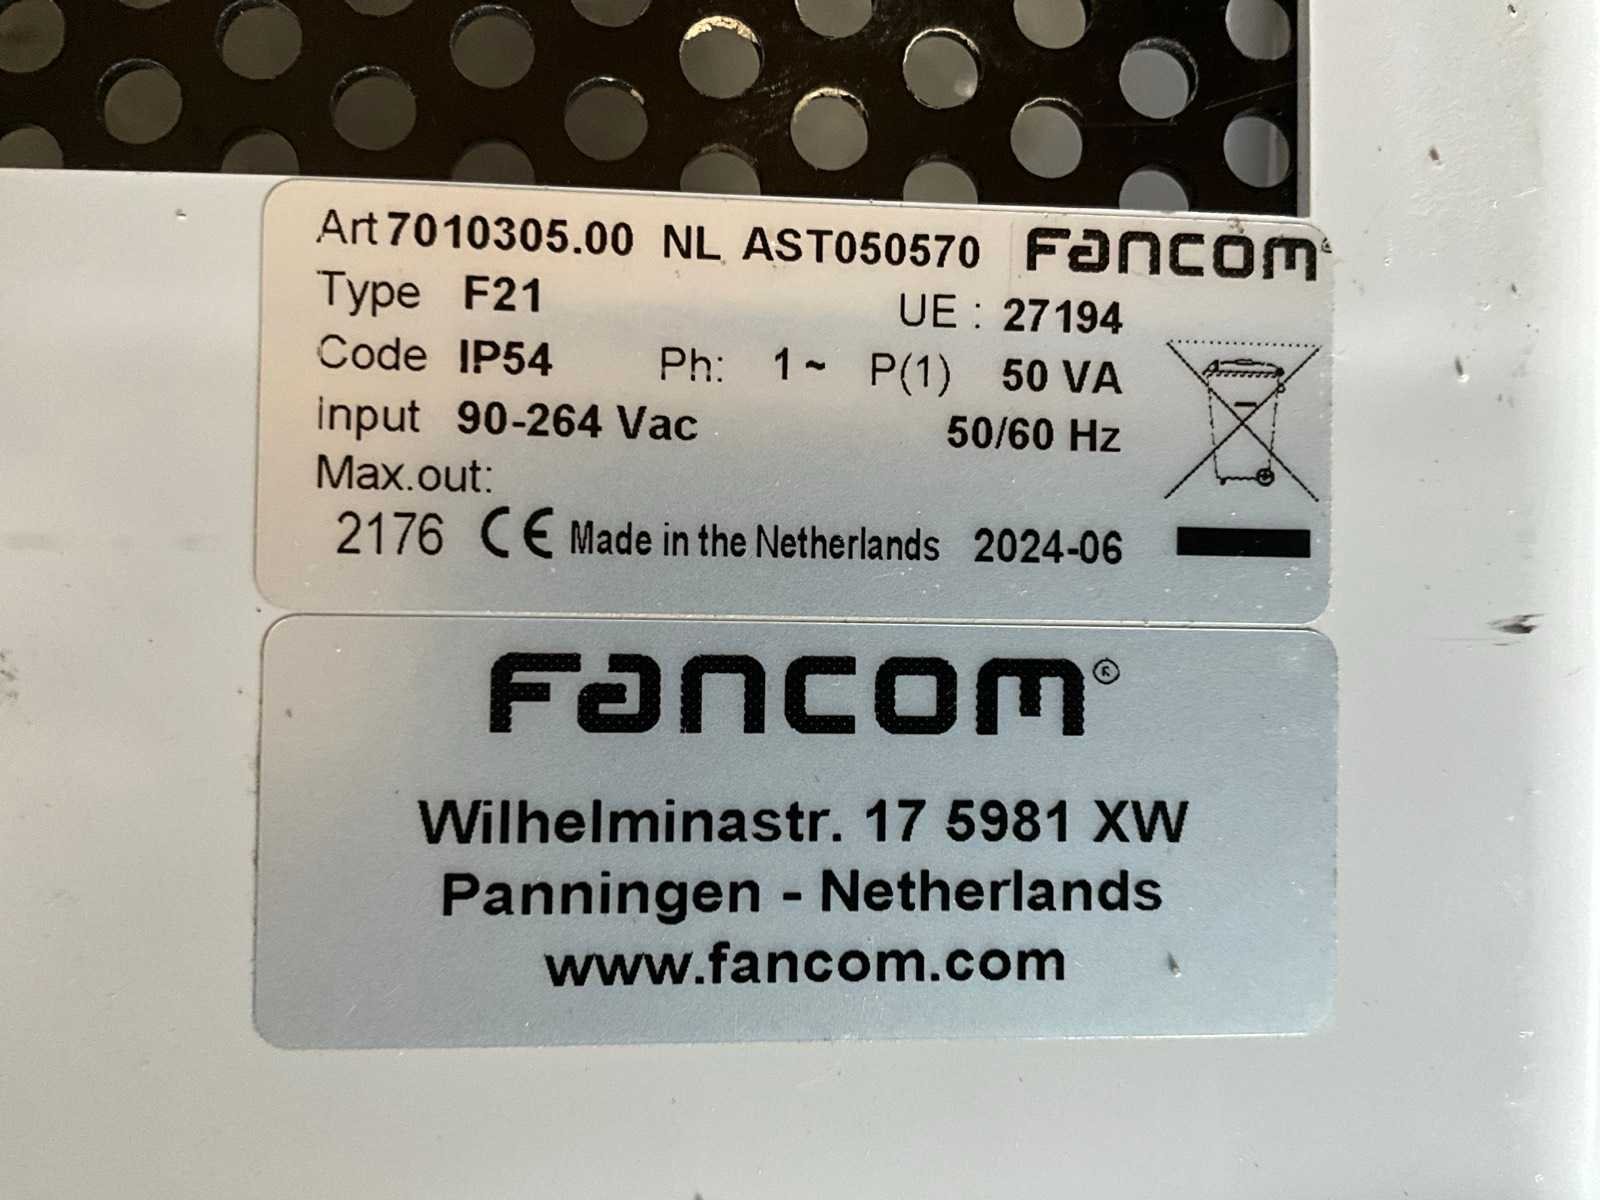 Art 7010305.00 NL AST050570 FANCOM®
Type F21 UE : 27194
Code IP54 Ph: 1~ P(1) 50 VA
input 90-264 Vac 50/60 Hz
Max.out:
2176 CE Made in the Netherlands 2024-06
FANCOM®
Wilhelminastr. 17 5981 XW
Panningen - Netherlands
www.fancom.com